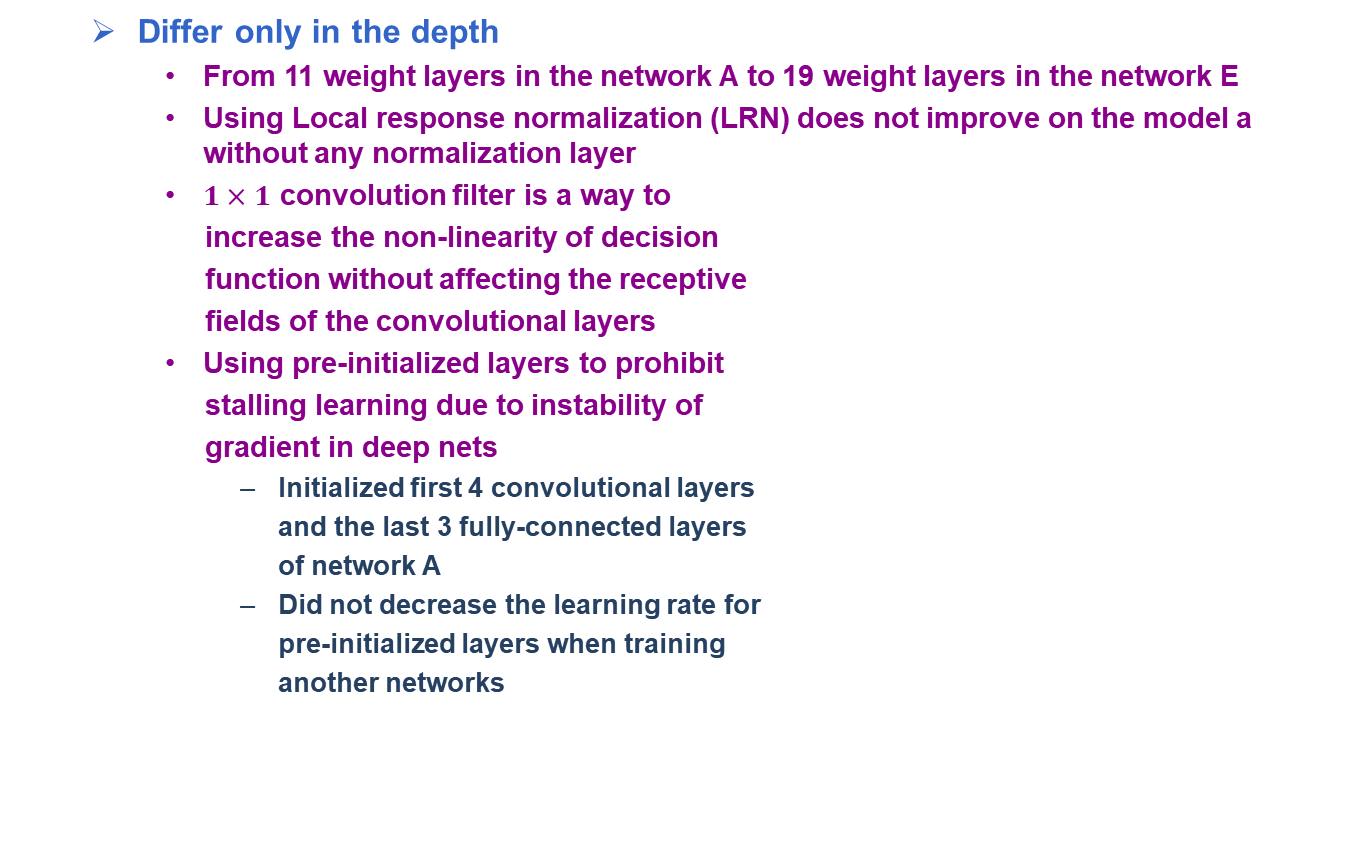 ➢ Differ only in the depth
• From 11 weight layers in the network A to 19 weight layers in the network E
• Using Local response normalization (LRN) does not improve on the model a
without any normalization layer
• 1 × 1 convolution filter is a way to
increase the non-linearity of decision
function without affecting the receptive
fields of the convolutional layers
• Using pre-initialized layers to prohibit
stalling learning due to instability of
gradient in deep nets
– Initialized first 4 convolutional layers
and the last 3 fully-connected layers
of network A
– Did not decrease the learning rate for
pre-initialized layers when training
another networks